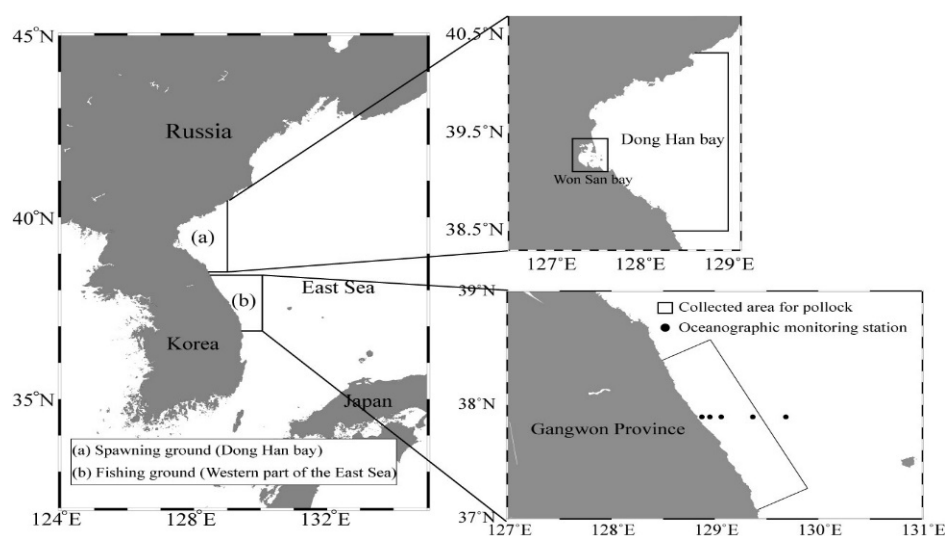 45°N
40°N
35°N
124°E
128°E
132°E
Russia
(a)
(b)
East Sea
Korea
Japan
(a) Spawning ground (Dong Han bay)
(b) Fishing ground (Western part of the East Sea)
40.5°N
39.5°N
38.5°N
127°E
128°E
129°E
Dong Han bay
Won San bay
39°N
38°N
37°N
127°E
128°E
129°E
130°E
131°E
Collected area for pollock
Oceanographic monitoring station
Gangwon Province